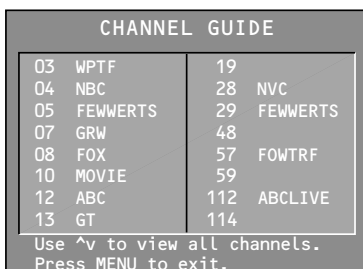 CHANNEL GUIDE
03 WPTF
04 NBC
05 FEWWERTS
07 GRW
08 FOX
10 MOVIE
12 ABC
13 GT
19
28 NVC
29 FEWWERTS
48
57 FOWTRF
59
112 ABCLIVE
114
Use ^v to view all channels.
Press MENU to exit.